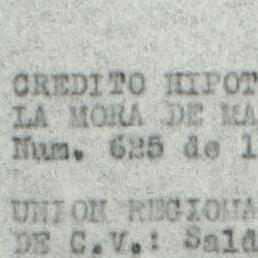 CREDITO HIPOT
LA MORA DE MA
Num. 625 de 1
UNION REGIONA
DE C.V.: Sald